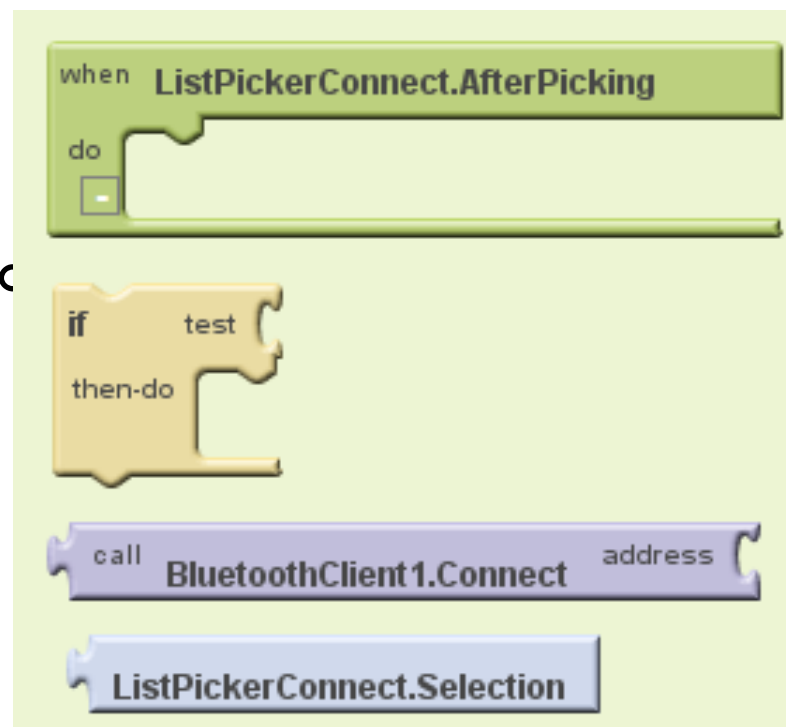 when ListPickerConnect.AfterPicking
do
-
if test
then-do
call BluetoothClient1.Connect address
ListPickerConnect.Selection